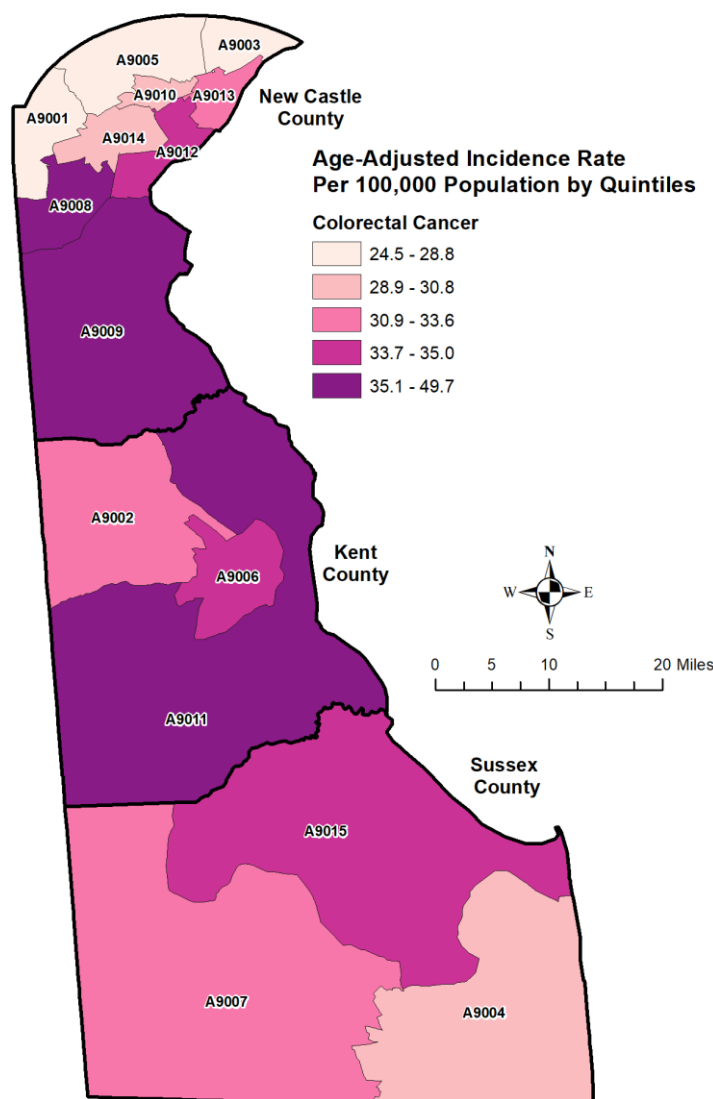 A9003
A9005
A9010
A9013
A9001
New Castle
County
A9014
A9012
Age-Adjusted Incidence Rate
Per 100,000 Population by Quintiles
A9008
Colorectal Cancer
24.5 - 28.8
28.9 - 30.8
30.9 - 33.6
A9009
33.7 - 35.0
35.1 - 49.7
A9002
Kent
County
N
A9006
W
E
S
0
5
10
20 Miles
A9011
Sussex
County
A9015
A9007
A9004